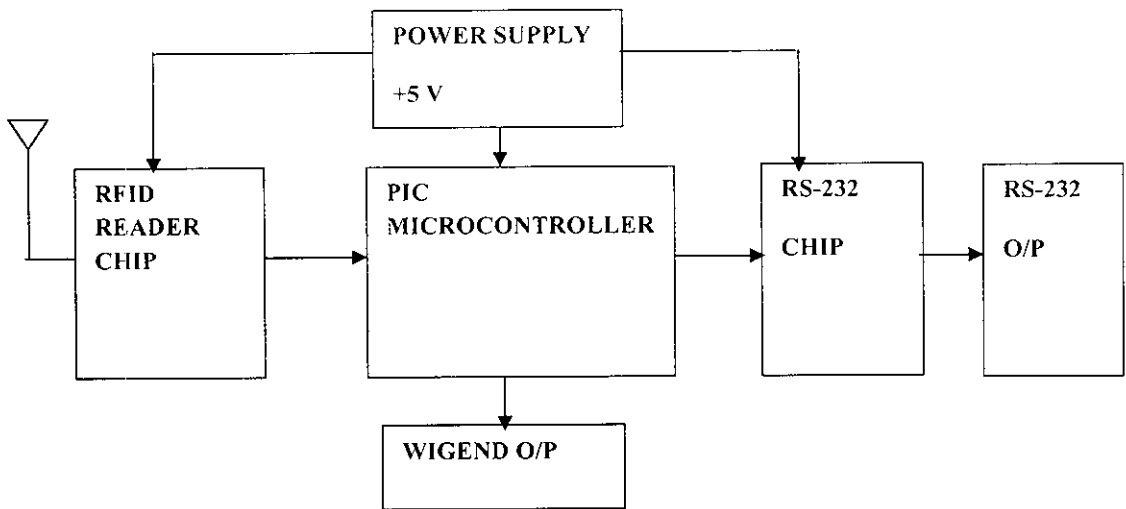 POWER SUPPLY
+5 V
RFID
READER
CHIP
PIC
MICROCONTROLLER
RS-232
CHIP
RS-232
O/P
WIGEND O/P